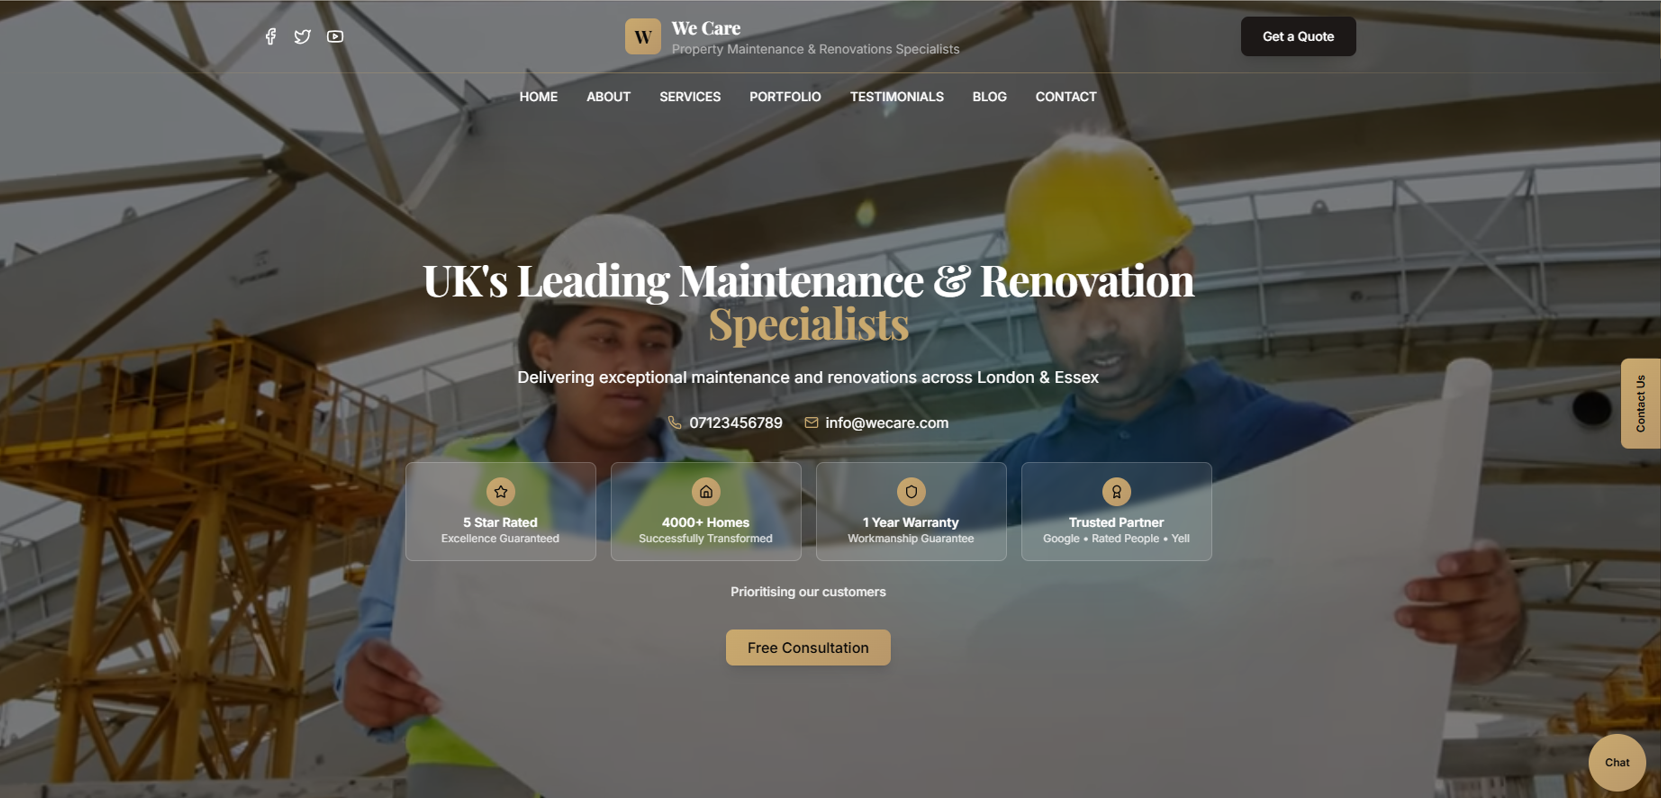 W
We Care
Property Maintenance & Renovations Specialists
Get a Quote
HOME ABOUT SERVICES PORTFOLIO TESTIMONIALS BLOG CONTACT
UK's Leading Maintenance & Renovation
Specialists
Delivering exceptional maintenance and renovations across London & Essex
07123456789 info@wecare.com
5 Star Rated
Excellence Guaranteed
4000+ Homes
Successfully Transformed
1 Year Warranty
Workmanship Guarantee
Trusted Partner
Google • Rated People • Yell
Prioritising our customers
Free Consultation
Contact Us
Chat